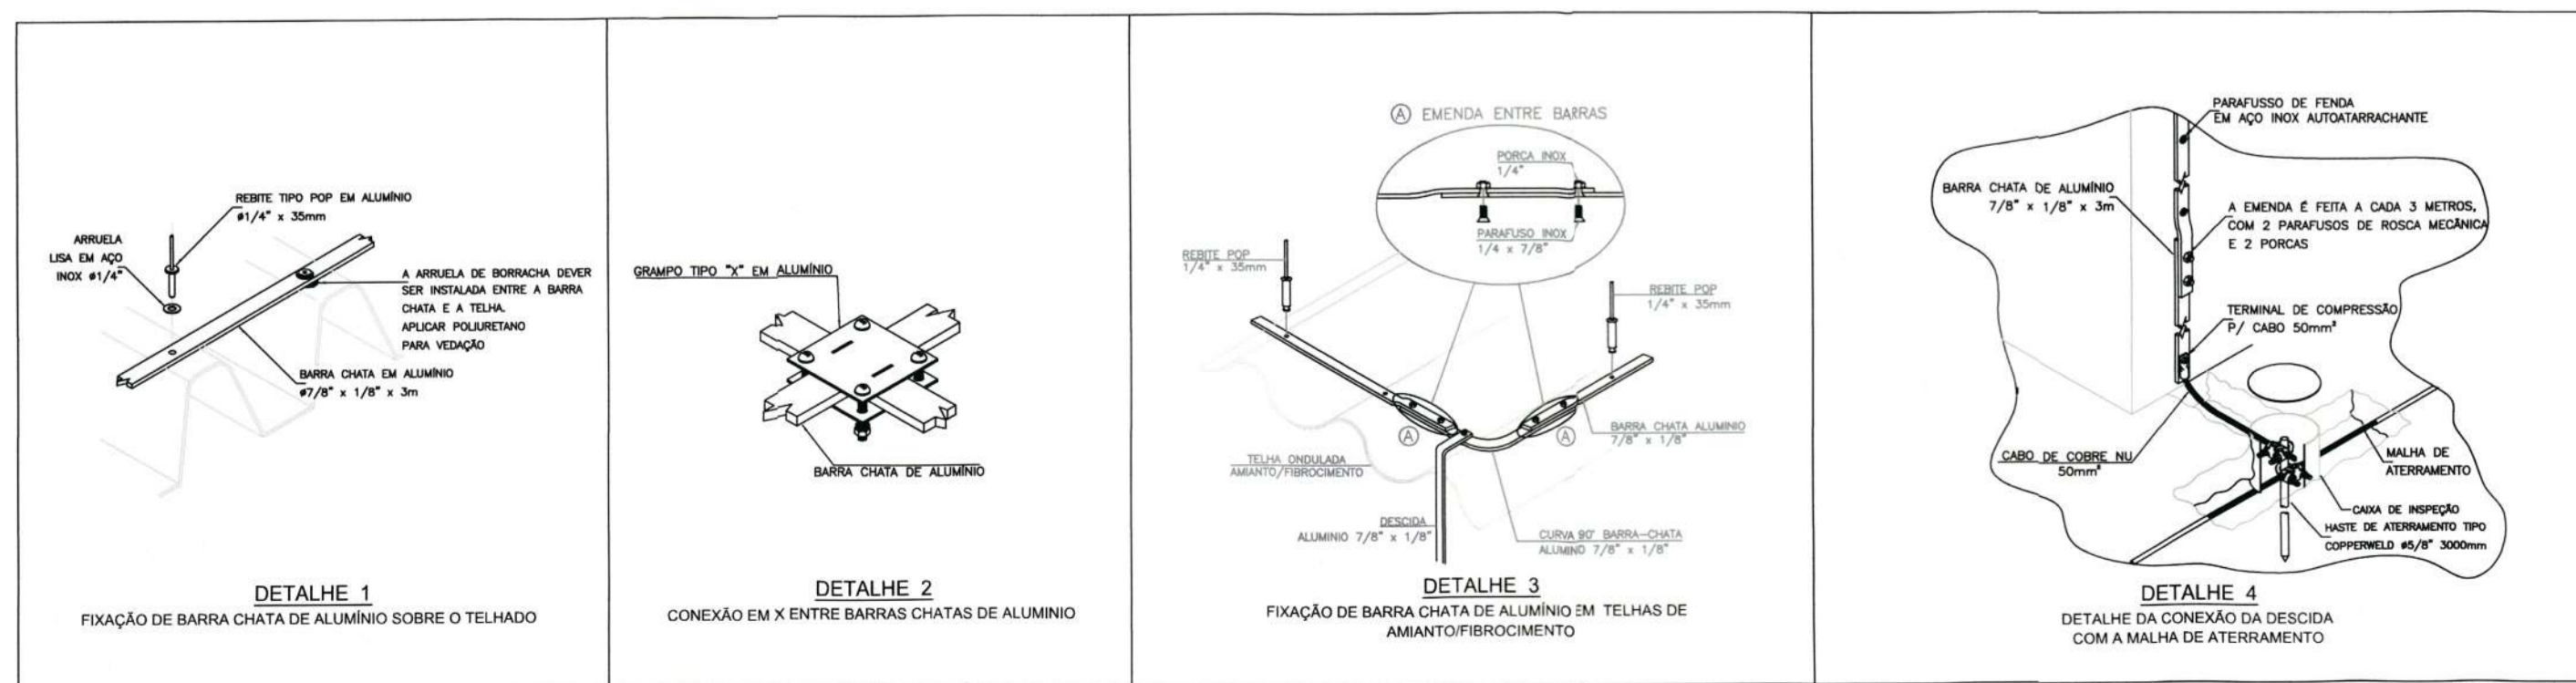 REBITE TIPO POP EM ALUMÍNIO
ø1/4" x 35mm
ARRUELA
LISA EM AÇO
INOX ø1/4"
A ARRUELA DE BORRACHA DEVER
SER INSTALADA ENTRE A BARRA
CHATA E A TELHA.
APLICAR POLIURETANO
PARA VEDAÇÃO
BARRA CHATA EM ALUMÍNIO
ø7/8" x 1/8" x 3m
DETALHE 1
FIXAÇÃO DE BARRA CHATA DE ALUMÍNIO SOBRE O TELHADO
GRAMPO TIPO "X" EM ALUMÍNIO
BARRA CHATA DE ALUMÍNIO
DETALHE 2
CONEXÃO EM X ENTRE BARRAS CHATAS DE ALUMINIO
A EMENDA ENTRE BARRAS
PORCA INOX
1/4"
PARAFUSO INOX
1/4 x 7/8"
REBITE POP
1/4" x 35mm
REBITE POP
1/4" x 35mm
A
A
BARRA CHATA ALUMINIO
7/8" x 1/8"
TELHA ONDULADA
AMIANTO/FIBROCIMENTO
DESCIDA
ALUMINIO 7/8" x 1/8"
CURVA 90° BARRA-CHATA
ALUMINO 7/8" x 1/8"
DETALHE 3
FIXAÇÃO DE BARRA CHATA DE ALUMÍNIO EM TELHAS DE
AMIANTO/FIBROCIMENTO
PARAFUSSO DE FENDA
EM AÇO INOX AUTOATARRACHANTE
BARRA CHATA DE ALUMÍNIO
7/8" x 1/8" x 3m
A EMENDA É FEITA A CADA 3 METROS,
COM 2 PARAFUSOS DE ROSCA MECÂNICA
E 2 PORCAS
TERMINAL DE COMPRESSÃO
P/ CABO 50mm²
CABO DE COBRE NU
50mm²
MALHA DE
ATERRAMENTO
CAIXA DE INSPEÇÃO
HASTE DE ATERRAMENTO TIPO
COPPERWELD ø5/8" 3000mm
DETALHE 4
DETALHE DA CONEXÃO DA DESCIDA
COM A MALHA DE ATERRAMENTO